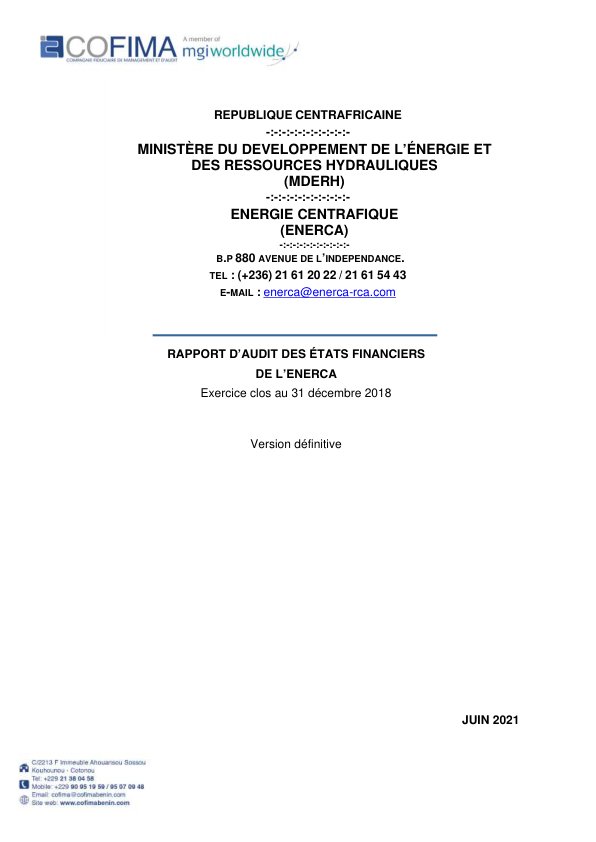 COFIMA
COMPAGNIE FIDUCIAIRE DE MANAGEMENT ET D'AUDIT
A member of
mgiworldwide
REPUBLIQUE CENTRAFRICAINE
-:-:-:-:-:-:-:-:-:-:-:-
MINISTÈRE DU DEVELOPPEMENT DE L'ÉNERGIE ET
DES RESSOURCES HYDRAULIQUES
(MDERH)
-:-:-:-:-:-:-:-:-:-:-:-
ENERGIE CENTRAFIQUE
(ENERCA)
-:-:-:-:-:-:-:-:-:-:-:-
B.P 880 AVENUE DE L'INDEPENDANCE.
TEL : (+236) 21 61 20 22 / 21 61 54 43
E-MAIL : enerca@enerca-rca.com
RAPPORT D'AUDIT DES ÉTATS FINANCIERS
DE L'ENERCA
Exercice clos au 31 décembre 2018
Version définitive
JUIN 2021
C/2213 F Immeuble Ahouansou Sossou
Kouhounou - Cotonou
Tel: +229 21 38 04 58
Mobile: +229 90 95 19 59 / 95 07 09 48
Email: cofima@cofimabenin.com
Site web: www.cofimabenin.com